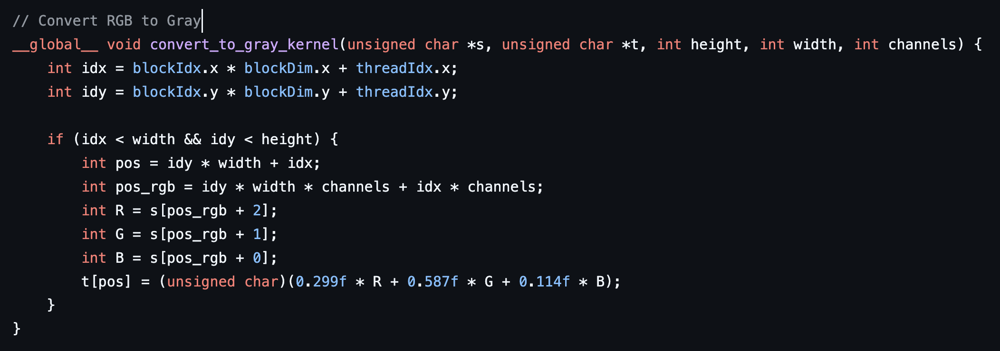 // Convert RGB to Gray
__global__ void convert_to_gray_kernel(unsigned char *s, unsigned char *t, int height, int width, int channels) {
    int idx = blockIdx.x * blockDim.x + threadIdx.x;
    int idy = blockIdx.y * blockDim.y + threadIdx.y;

    if (idx < width && idy < height) {
        int pos = idy * width + idx;
        int pos_rgb = idy * width * channels + idx * channels;
        int R = s[pos_rgb + 2];
        int G = s[pos_rgb + 1];
        int B = s[pos_rgb + 0];
        t[pos] = (unsigned char)(0.299f * R + 0.587f * G + 0.114f * B);
    }
}